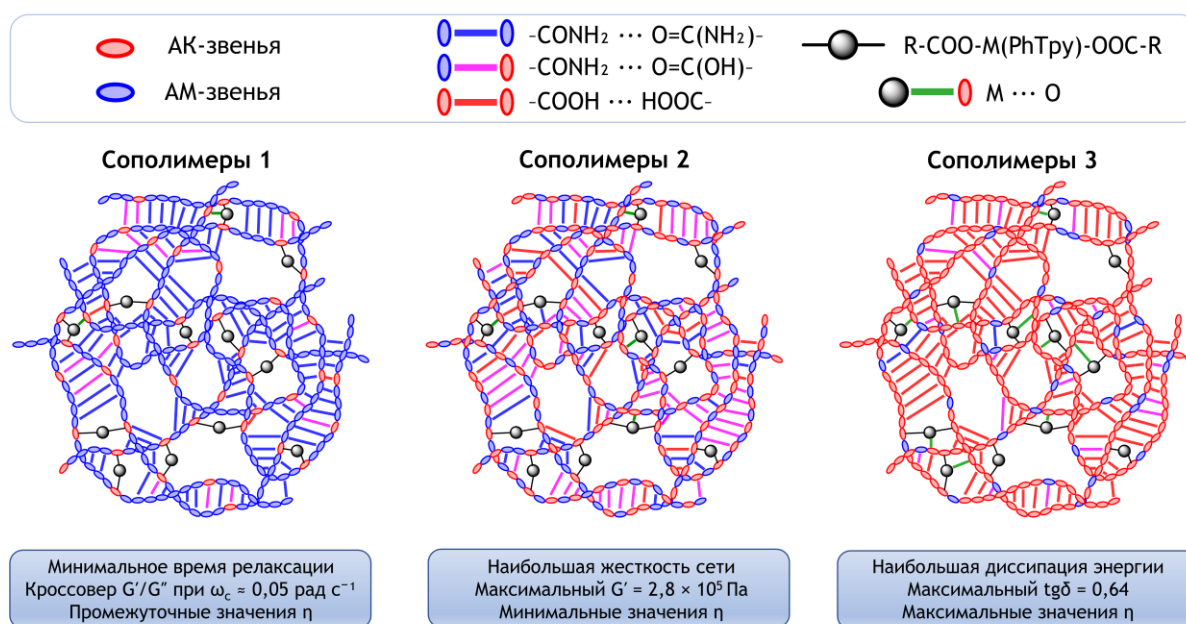 АК-звенья
АМ-звенья
-CONH₂ ··· O=C(NH₂)-
-CONH₂ ··· O=C(OH)-
-COOH ··· HOOC-
R-COO-M(PhTpy)-OOC-R
M ··· O
Сополимеры 1
Сополимеры 2
Сополимеры 3
Минимальное время релаксации
Кроссовер G′/G″ при ω꜀ ≈ 0,05 рад с⁻¹
Промежуточные значения η
Наибольшая жесткость сети
Максимальный G′ = 2,8 × 10⁵ Па
Минимальные значения η
Наибольшая диссипация энергии
Максимальный tgδ = 0,64
Максимальные значения η